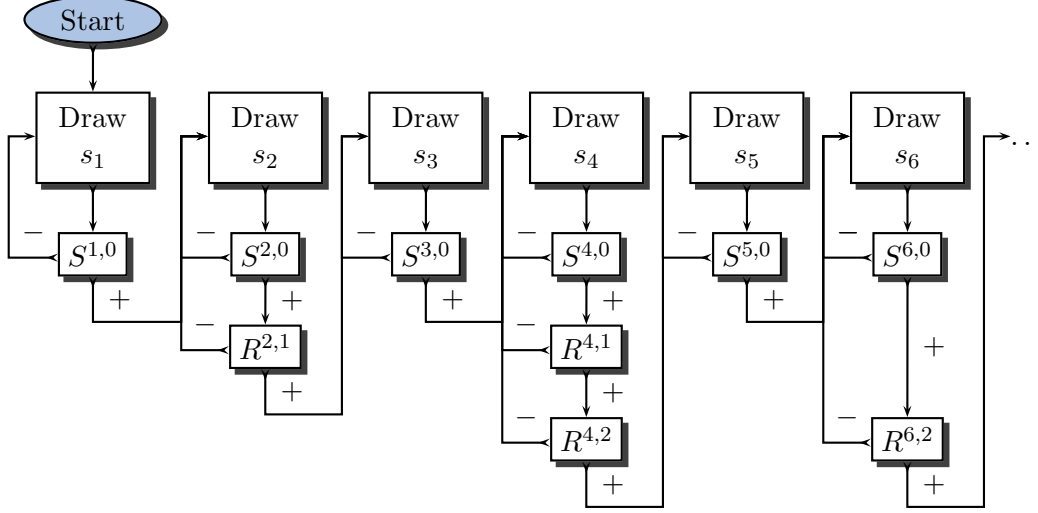 Start
Draw Draw Draw Draw Draw Draw
s₁ s₂ s₃ s₄ s₅ s₆ . .
− − − − − −
S¹,⁰ S²,⁰ S³,⁰ S⁴,⁰ S⁵,⁰ S⁶,⁰
+ + + + +
− −
R²,¹ R⁴,¹ +
+ +
− −
R⁴,² R⁶,²
+ +